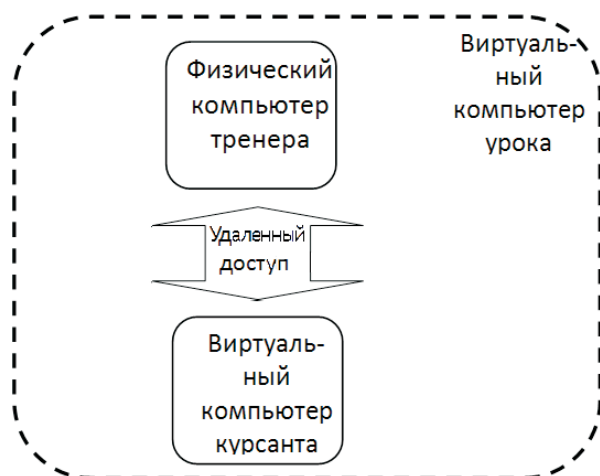 Физический
компьютер
тренера
Виртуаль-
ный
компьютер
урока
Удаленный
доступ
Виртуаль-
ный
компьютер
курсанта